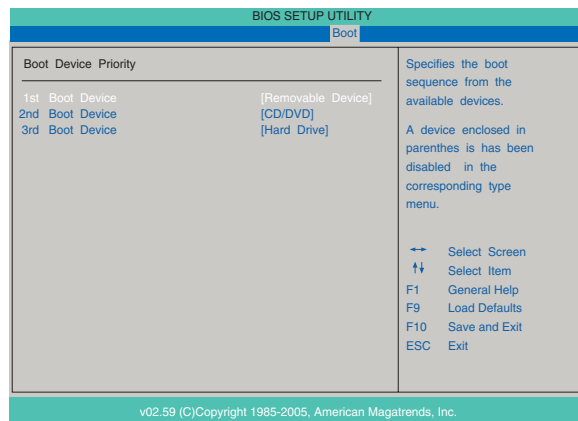 BIOS SETUP UTILITY
Boot
Boot Device Priority
1st Boot Device [Removable Device]
2nd Boot Device [CD/DVD]
3rd Boot Device [Hard Drive]
Specifies the boot
sequence from the
available devices.
A device enclosed in
parenthes is has been
disabled in the
corresponding type
menu.
↔ Select Screen
↑↓ Select Item
F1 General Help
F9 Load Defaults
F10 Save and Exit
ESC Exit
v02.59 (C)Copyright 1985-2005, American Magatrends, Inc.